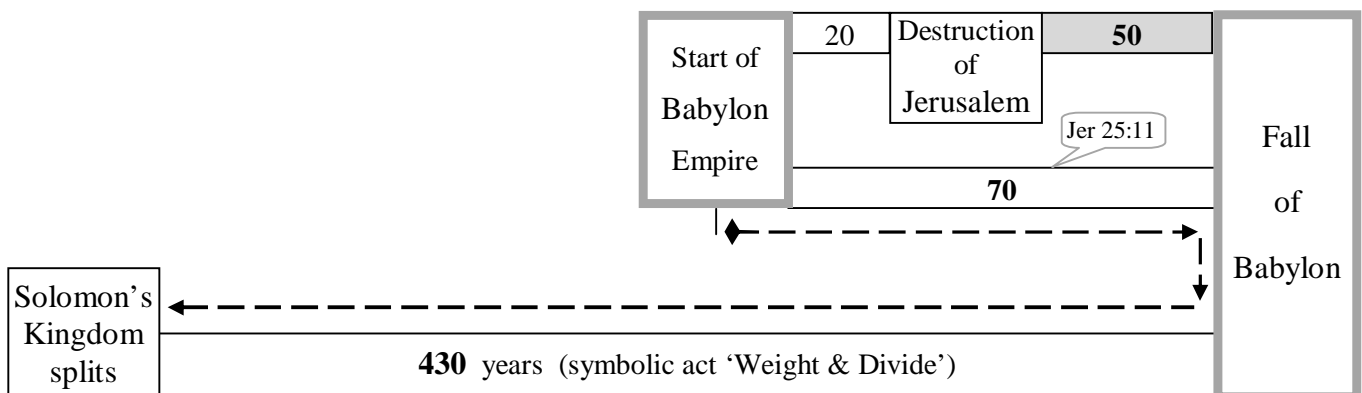 Start of
Babylon
Empire
20
Destruction
of
Jerusalem
50
Jer 25:11
70
Fall
of
Babylon
Solomon’s
Kingdom
splits
430 years (symbolic act ‘Weight & Divide’)